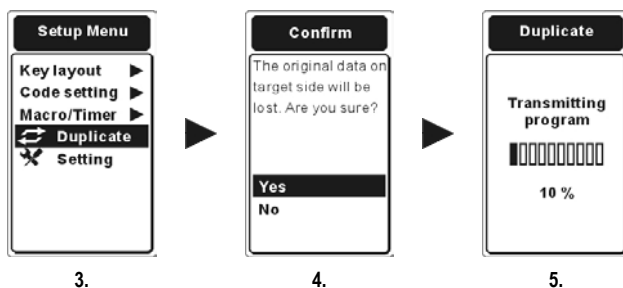 Setup Menu
Key layout
Code setting
Macro/Timer
Duplicate
Setting
3.
Confirm
The original data on
target side will be
lost. Are you sure?
Yes
No
4.
Duplicate
Transmitting
program
10 %
5.